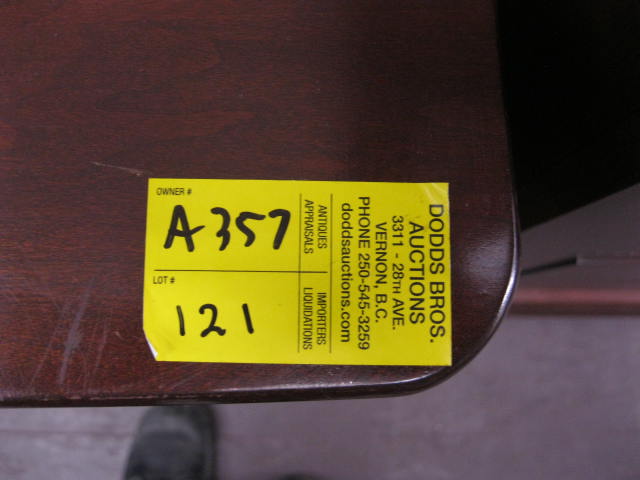 OWNER #
A357
LOT #
121
ANTIQUES
APPRAISALS
IMPORTERS
LIQUIDATIONS
DODDS BROS.
AUCTIONS
3311 - 28TH AVE.
VERNON, B.C.
PHONE 250-545-3259
doddsauctions.com